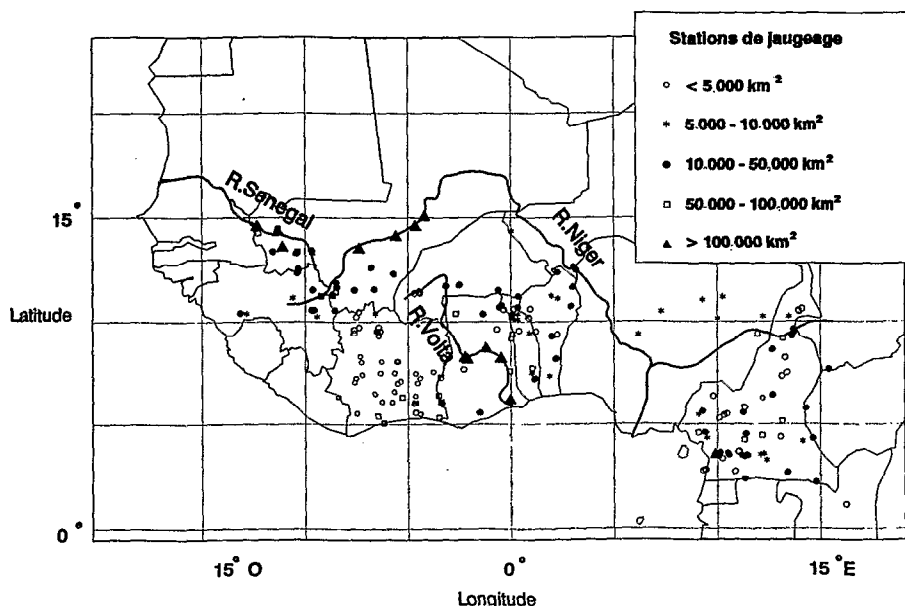 Stations de jaugeage
< 5.000 km²
5.000 - 10.000 km²
10.000 - 50.000 km²
50.000 - 100.000 km²
> 100.000 km²
R.Senegal
R.Niger
R.Volta
15°
Latitude
0°
15° O
0°
15° E
Longitude